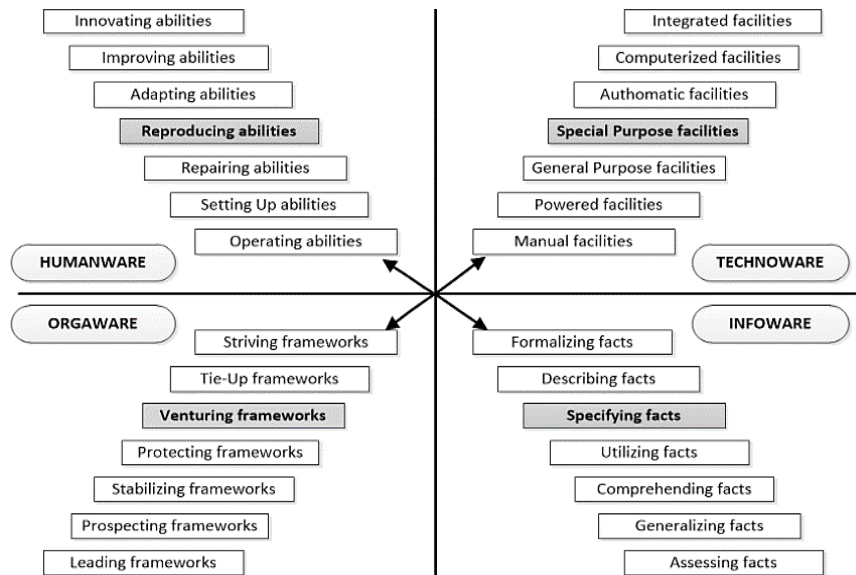 Innovating abilities
Improving abilities
Adapting abilities
Reproducing abilities
Repairing abilities
Setting Up abilities
Operating abilities
HUMANWARE
Integrated facilities
Computerized facilities
Authomatic facilities
Special Purpose facilities
General Purpose facilities
Powered facilities
Manual facilities
TECHNOWARE
ORGAWARE
Striving frameworks
Tie-Up frameworks
Venturing frameworks
Protecting frameworks
Stabilizing frameworks
Prospecting frameworks
Leading frameworks
INFOWARE
Formalizing facts
Describing facts
Specifying facts
Utilizing facts
Comprehending facts
Generalizing facts
Assessing facts